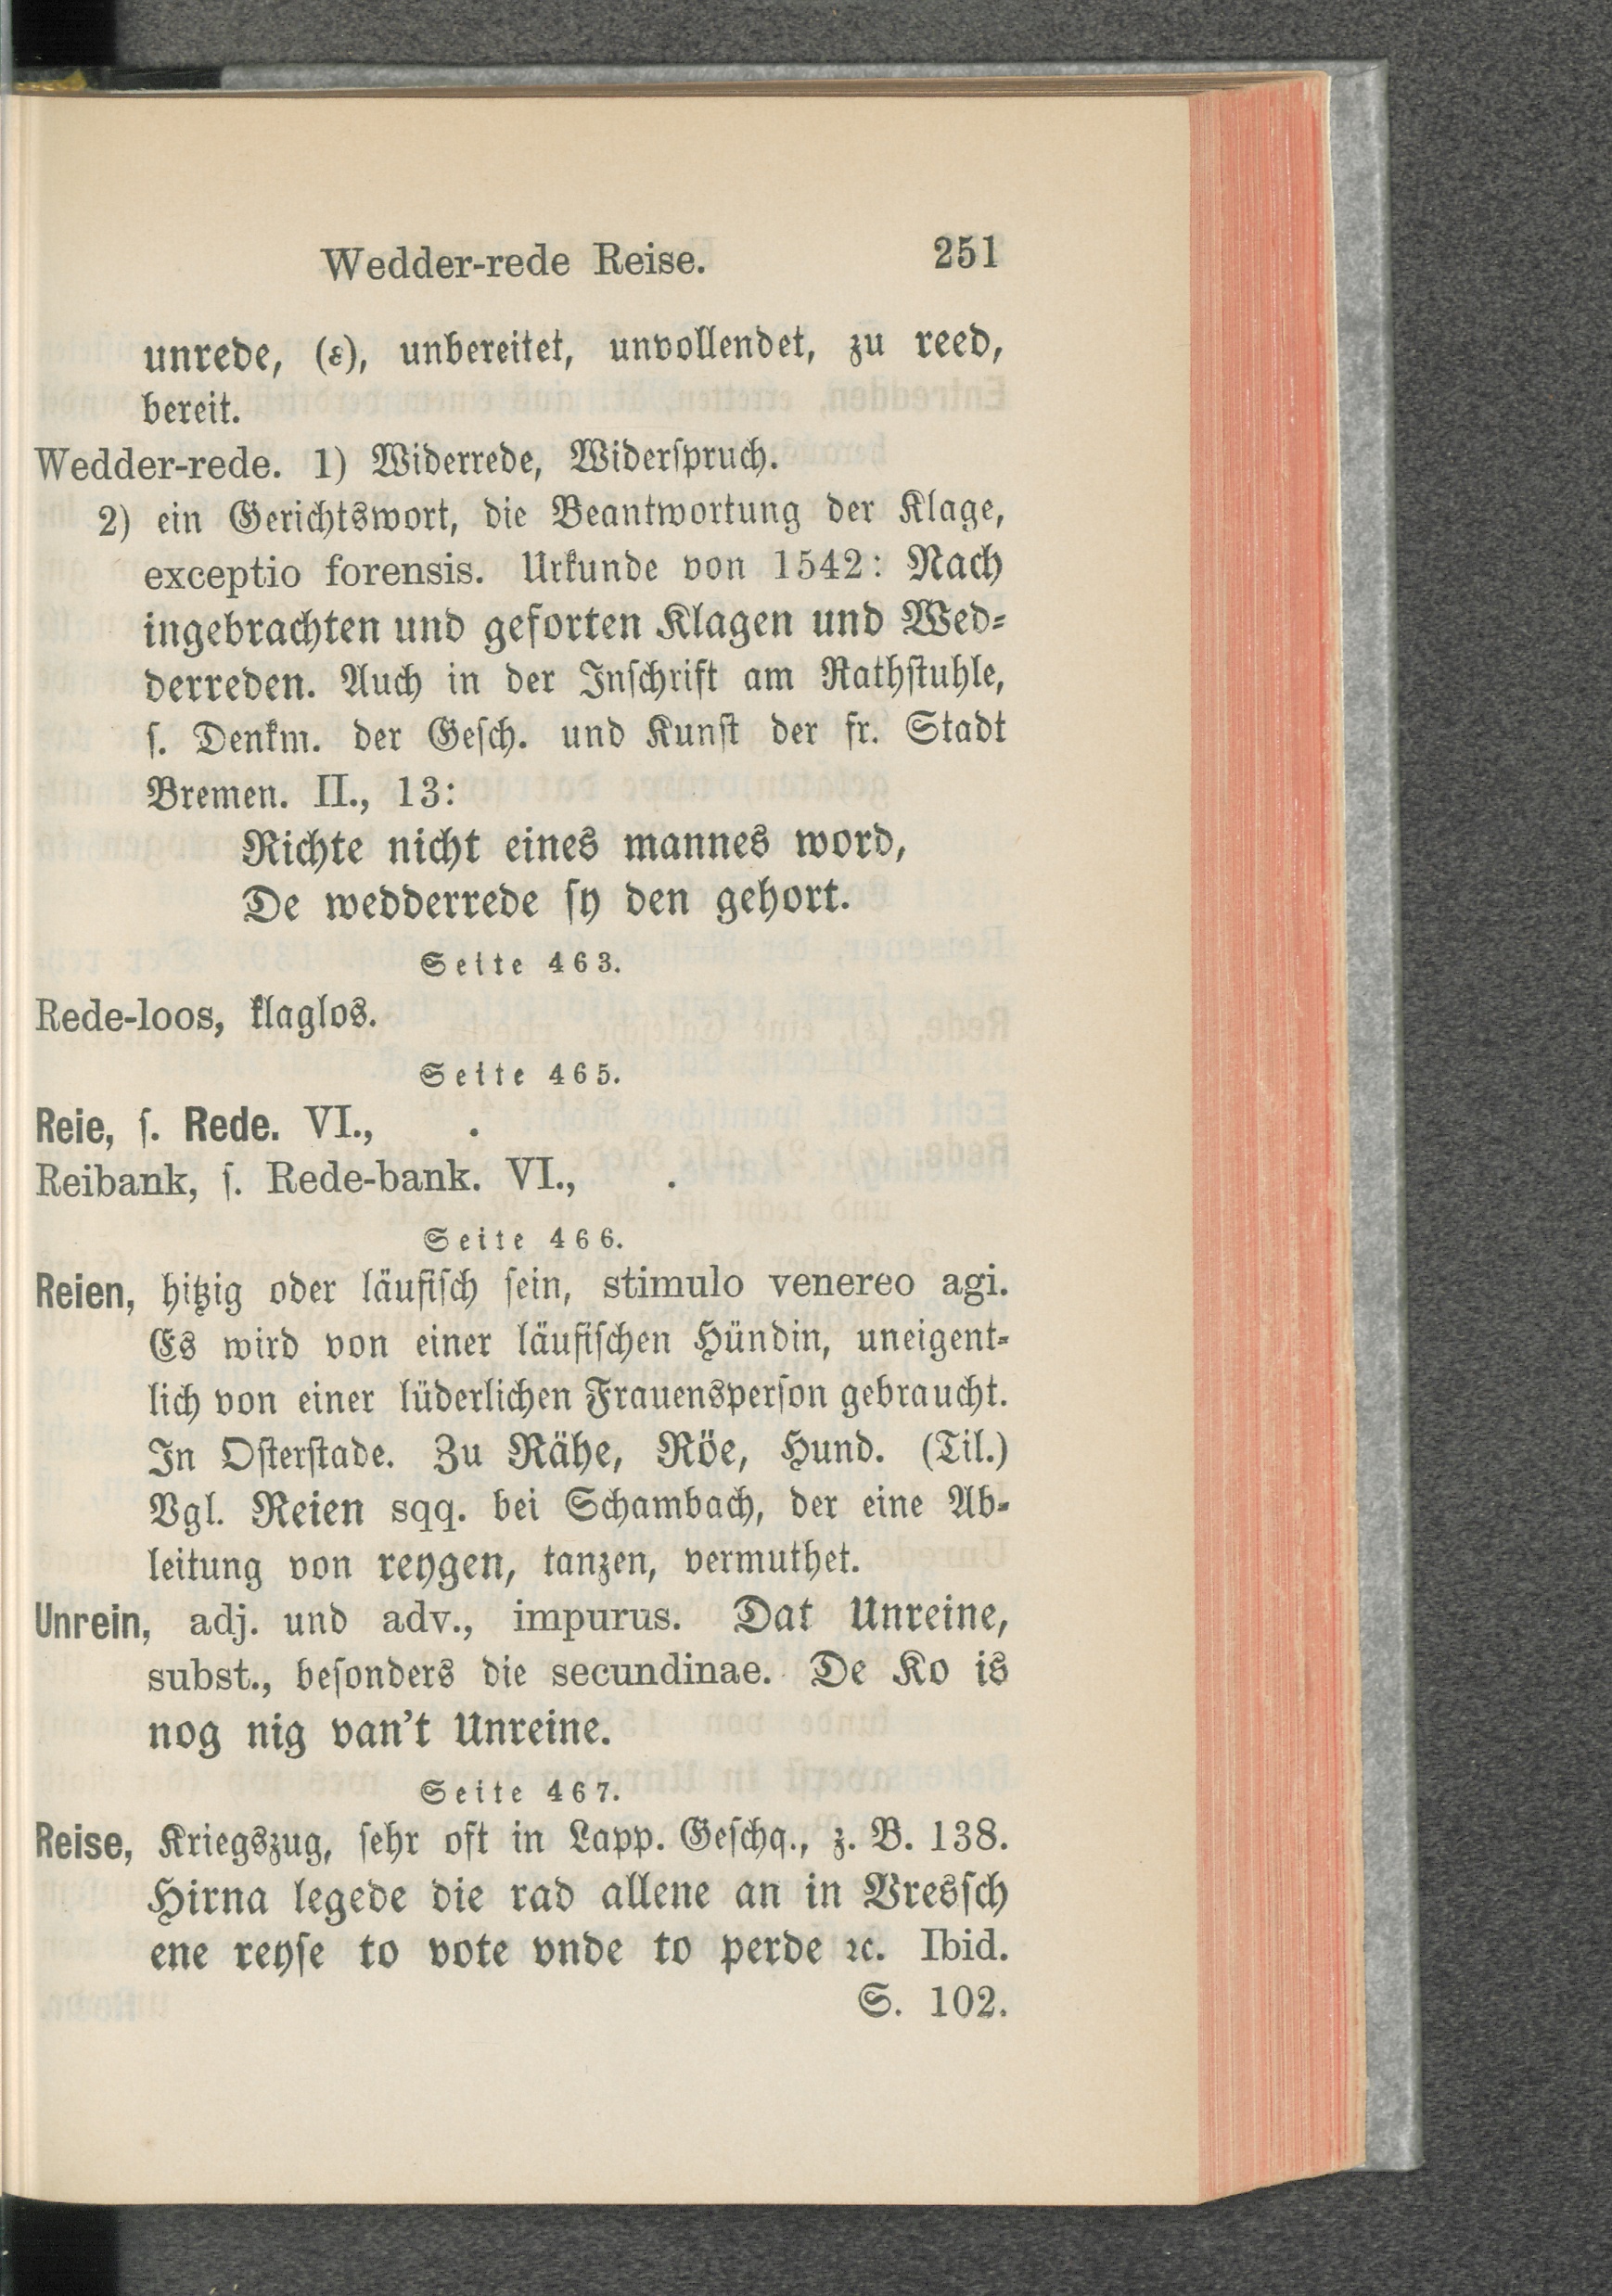 Wedder-rede Reise. 251
unrede, (ε), unbereitet, unvollendet, zu reed,
bereit.
Wedder-rede. 1) Widerrede, Widerſpruch.
2) ein Gerichtswort, die Beantwortung der Klage,
exceptio forensis. Urkunde von 1542: Nach
ingebrachten und geforten Klagen und Wed⸗
derreden. Auch in der Inſchrift am Rathſtuhle,
ſ. Denkm. der Geſch. und Kunſt der fr. Stadt
Bremen. II., 13:
Richte nicht eines mannes word,
De wedderrede ſy den gehort.
Seite 463.
Rede-loos, klaglos.
Seite 465.
Reie, ſ. Rede. VI., .
Reibank, ſ. Rede-bank. VI., .
Seite 466.
Reien, hitzig oder läufiſch ſein, stimulo venereo agi.
Es wird von einer läufiſchen Hündin, uneigent⸗
lich von einer lüderlichen Frauensperſon gebraucht.
In Oſterſtade. Zu Rähe, Röe, Hund. (Til.)
Vgl. Reien sqq. bei Schambach, der eine Ab⸗
leitung von reygen, tanzen, vermuthet.
Unrein, adj. und adv., impurus. Dat Unreine,
subst., beſonders die secundinae. De Ko is
nog nig van't Unreine.
Seite 467.
Reise, Kriegszug, ſehr oft in Lapp. Geſchq., z. B. 138.
Hirna legede die rad allene an in Vresſch
ene reyſe to vote vnde to perde ꝛc. Ibid.
S. 102.